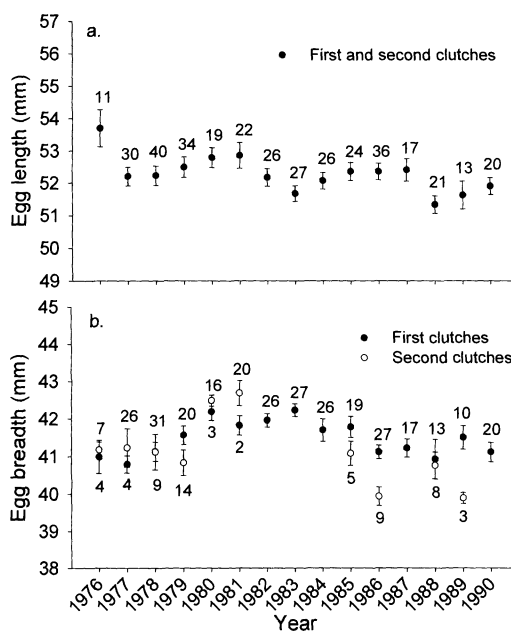 57
a.
First and second clutches
56
55
11
54
53
34 19 22
30 40 26 27 26 24 36 17
52
21 13 20
51
50
49
Egg length (mm)
45
b.
First clutches
Second clutches
44
43
7 26 31 20 16 20 26 27 26 19 27 17 13 10 20
42
41
4 4 9 14 3 2 5 9 8 3
40
39
38
Egg breadth (mm)
1976 1977 1978 1979 1980 1981 1982 1983 1984 1985 1986 1987 1988 1989 1990
Year